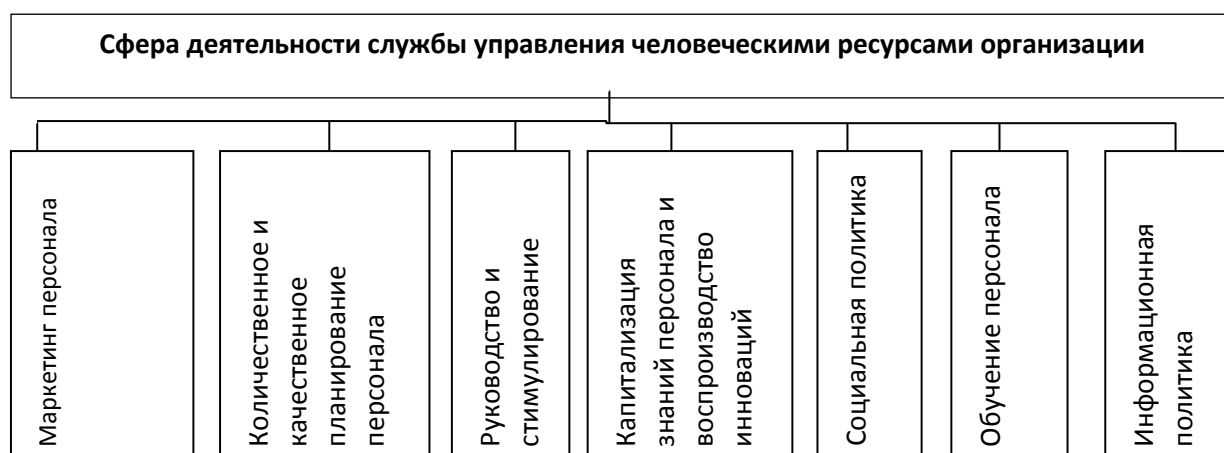 Сфера деятельности службы управления человеческими ресурсами организации
Маркетинг персонала
Количественное и
качественное
планирование
персонала
Руководство и
стимулирование
Капитализация
знаний персонала и
воспроизводство
инноваций
Социальная политика
Обучение персонала
Информационная
политика